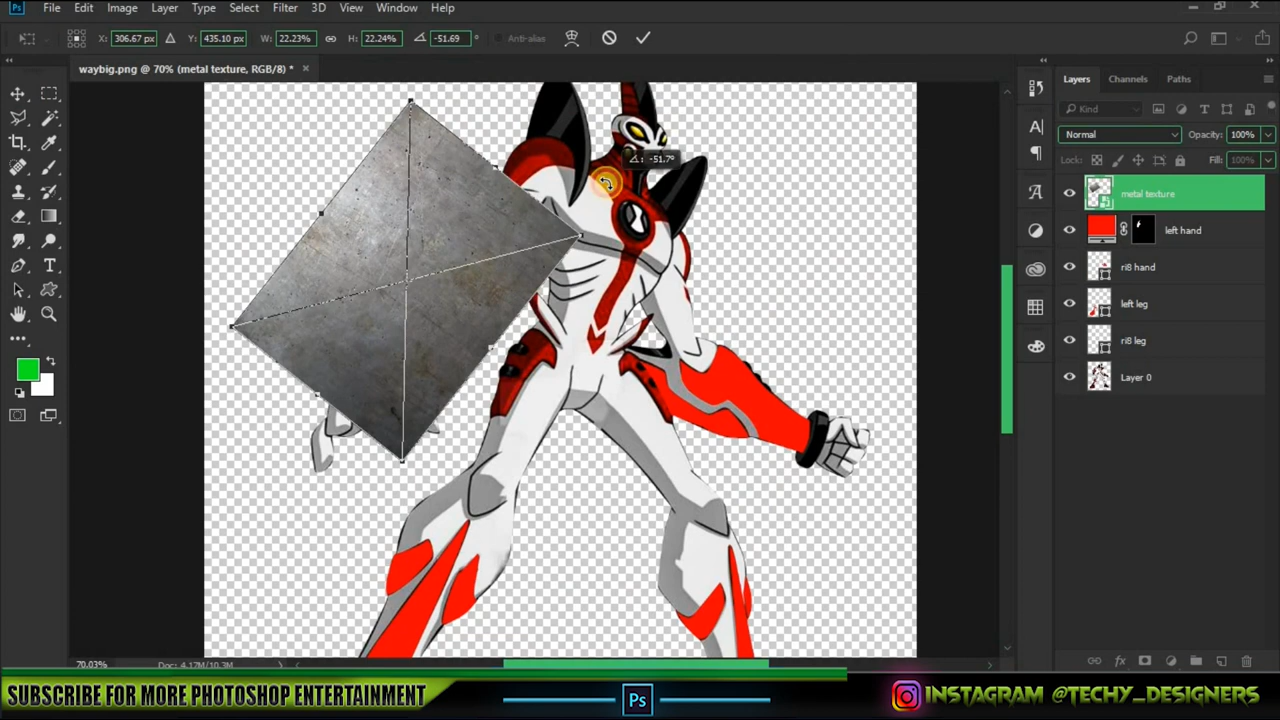 Ps File Edit Image Layer Type Select Filter 3D View Window Help
X: 306.67 px Y: 435.10 px W: 22.23% H: 22.24% -51.69 ° Anti-alias
waybig.png @ 70% (metal texture, RGB/8) * ×
Layers Channels Paths
Kind
Normal Opacity: 100%
Lock: Fill: 100%
metal texture
left hand
ri8 hand
left leg
ri8 leg
Layer 0
-51.7°
70.03% Doc: 4.17M/10.3M
SUBSCRIBE FOR MORE PHOTOSHOP ENTERTAINMENT
Ps
INSTAGRAM @TECHY_DESIGNERS